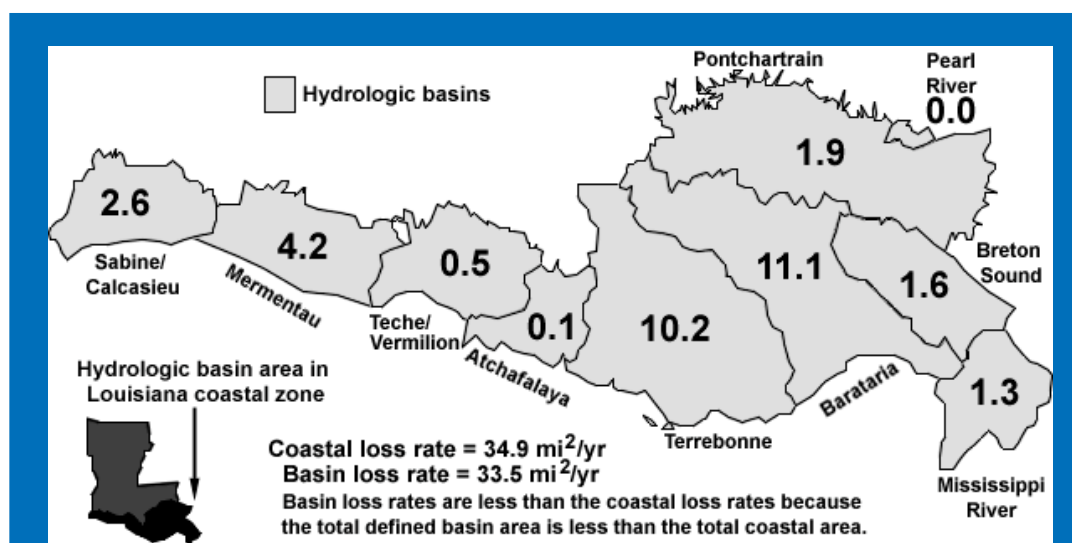 Pontchartrain
Pearl
River
0.0
Hydrologic basins
1.9
2.6
4.2
0.5
11.1
Breton
Sound
1.6
Sabine/
Calcasieu
Mermentau
Teche/
Vermilion
0.1
Atchafalaya
10.2
Barataria
1.3
Terrebonne
Mississippi
River
Hydrologic basin area in
Louisiana coastal zone
Coastal loss rate = 34.9 mi²/yr
Basin loss rate = 33.5 mi²/yr
Basin loss rates are less than the coastal loss rates because
the total defined basin area is less than the total coastal area.